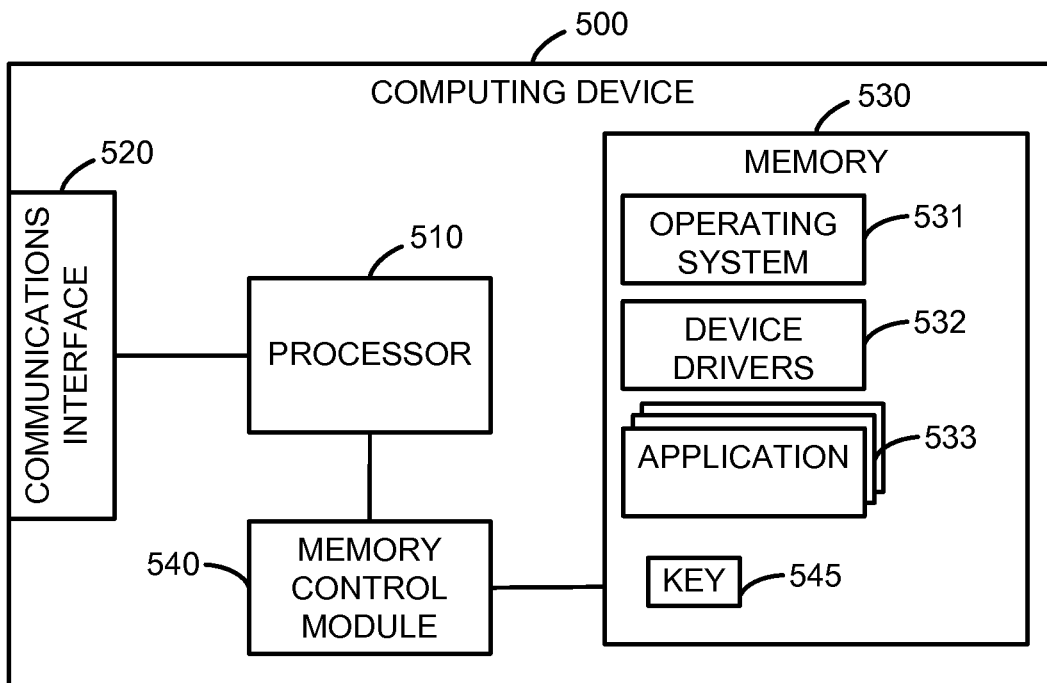 500
COMPUTING DEVICE
530
MEMORY
520
COMMUNICATIONS
INTERFACE
510
PROCESSOR
OPERATING
SYSTEM
531
DEVICE
DRIVERS
532
APPLICATION
533
540
MEMORY
CONTROL
MODULE
KEY
545